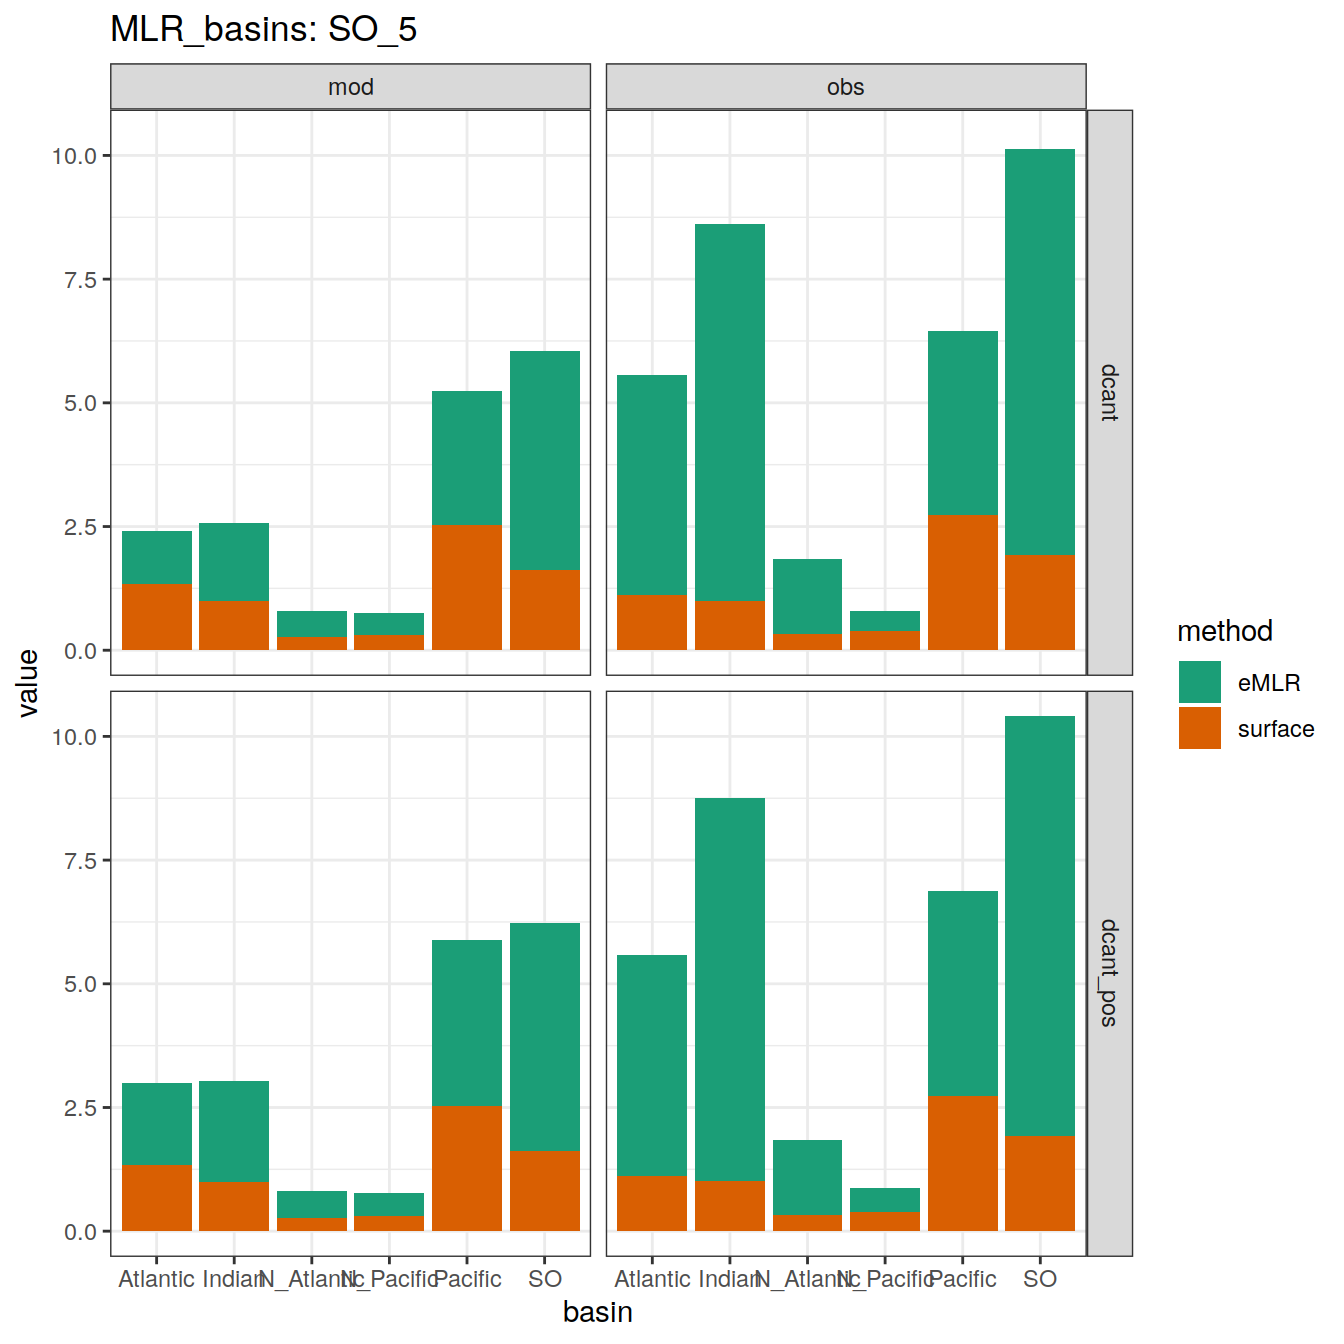 MLR_basins: SO_5
mod
obs
10.0
7.5
5.0
2.5
0.0
dcant
value
10.0
7.5
5.0
2.5
0.0
dcant_pos
Atlantic Indian N_Atlantic N_Pacific Pacific SO
Atlantic Indian N_Atlantic N_Pacific Pacific SO
basin
method
eMLR
surface